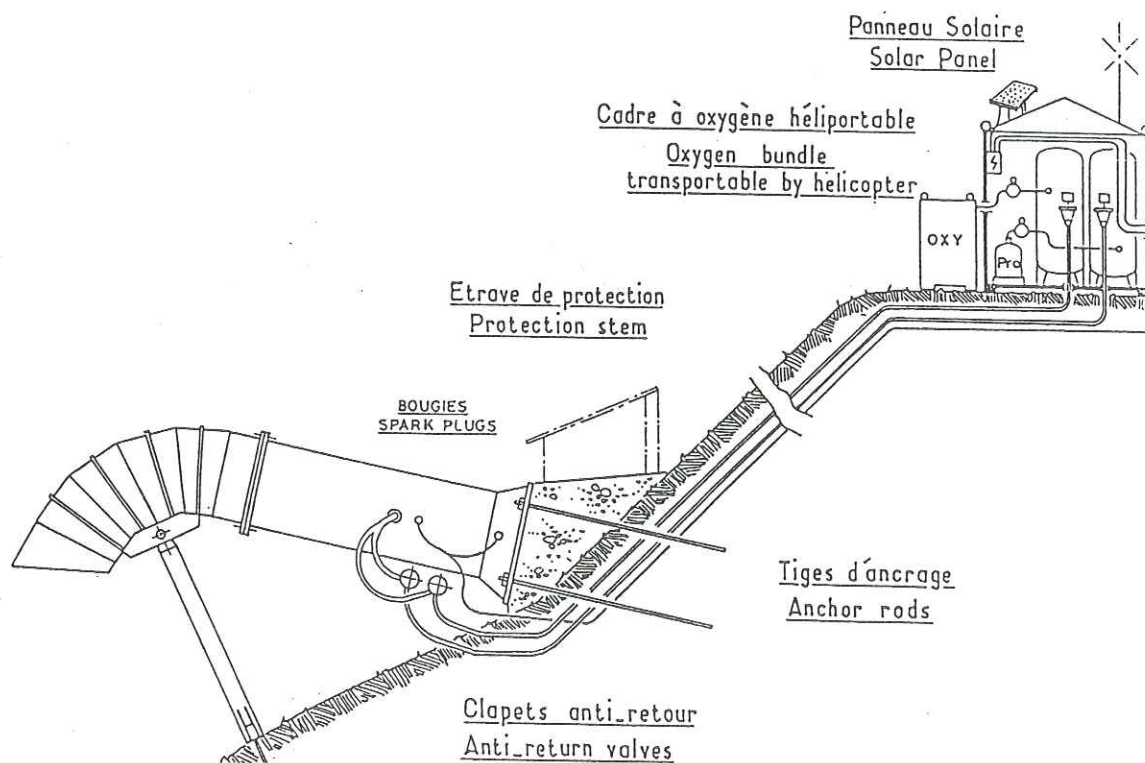 Panneau Solaire
Solar Panel
Cadre à oxygène héliportable
Oxygen bundle
transportable by helicopter
OXY
Pro
Etrave de protection
Protection stem
BOUGIES
SPARK PLUGS
Tiges d'ancrage
Anchor rods
Clapets anti_retour
Anti_return valves